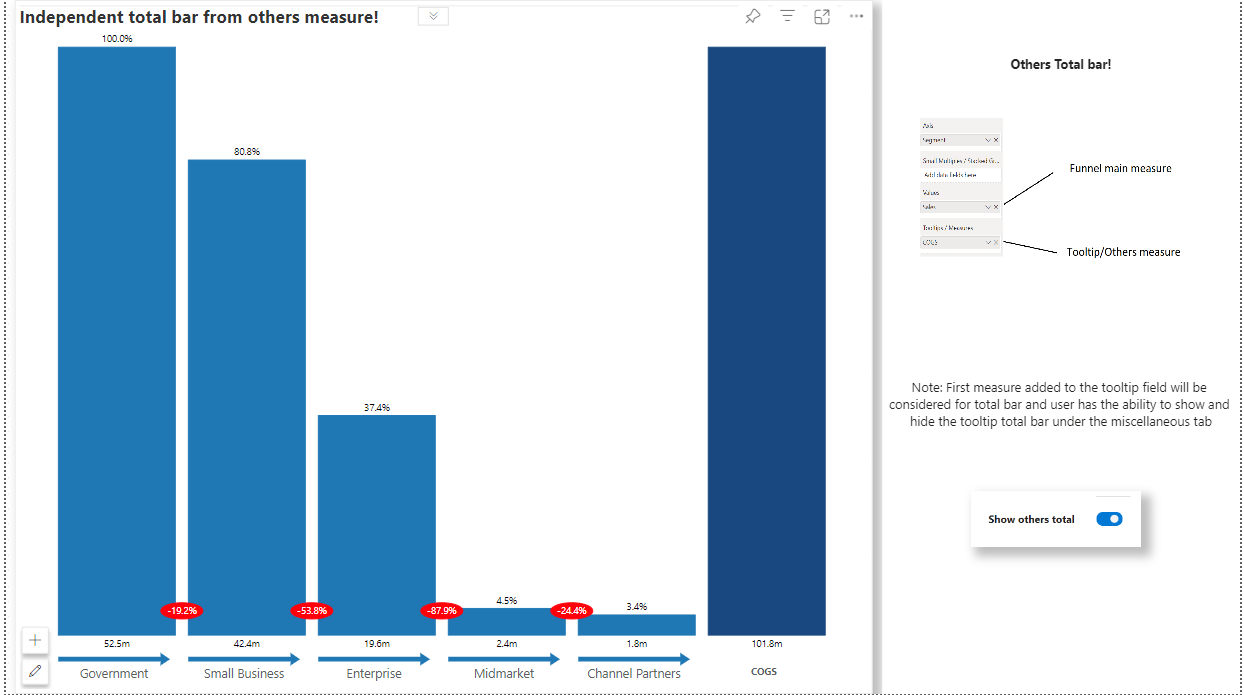 Independent total bar from others measure!
100.0%
80.8%
37.4%
4.5%
3.4%
-19.2%
-53.8%
-87.9%
-24.4%
52.5m
42.4m
19.6m
2.4m
1.8m
101.8m
Government
Small Business
Enterprise
Midmarket
Channel Partners
COGS
Others Total bar!
Axis
Segment
Small Multiples / Stacked Gr...
Add data fields here
Values
Sales
Tooltips / Measures
COGS
Funnel main measure
Tooltip/Others measure
Note: First measure added to the tooltip field will be
considered for total bar and user has the ability to show and
hide the tooltip total bar under the miscellaneous tab
Show others total